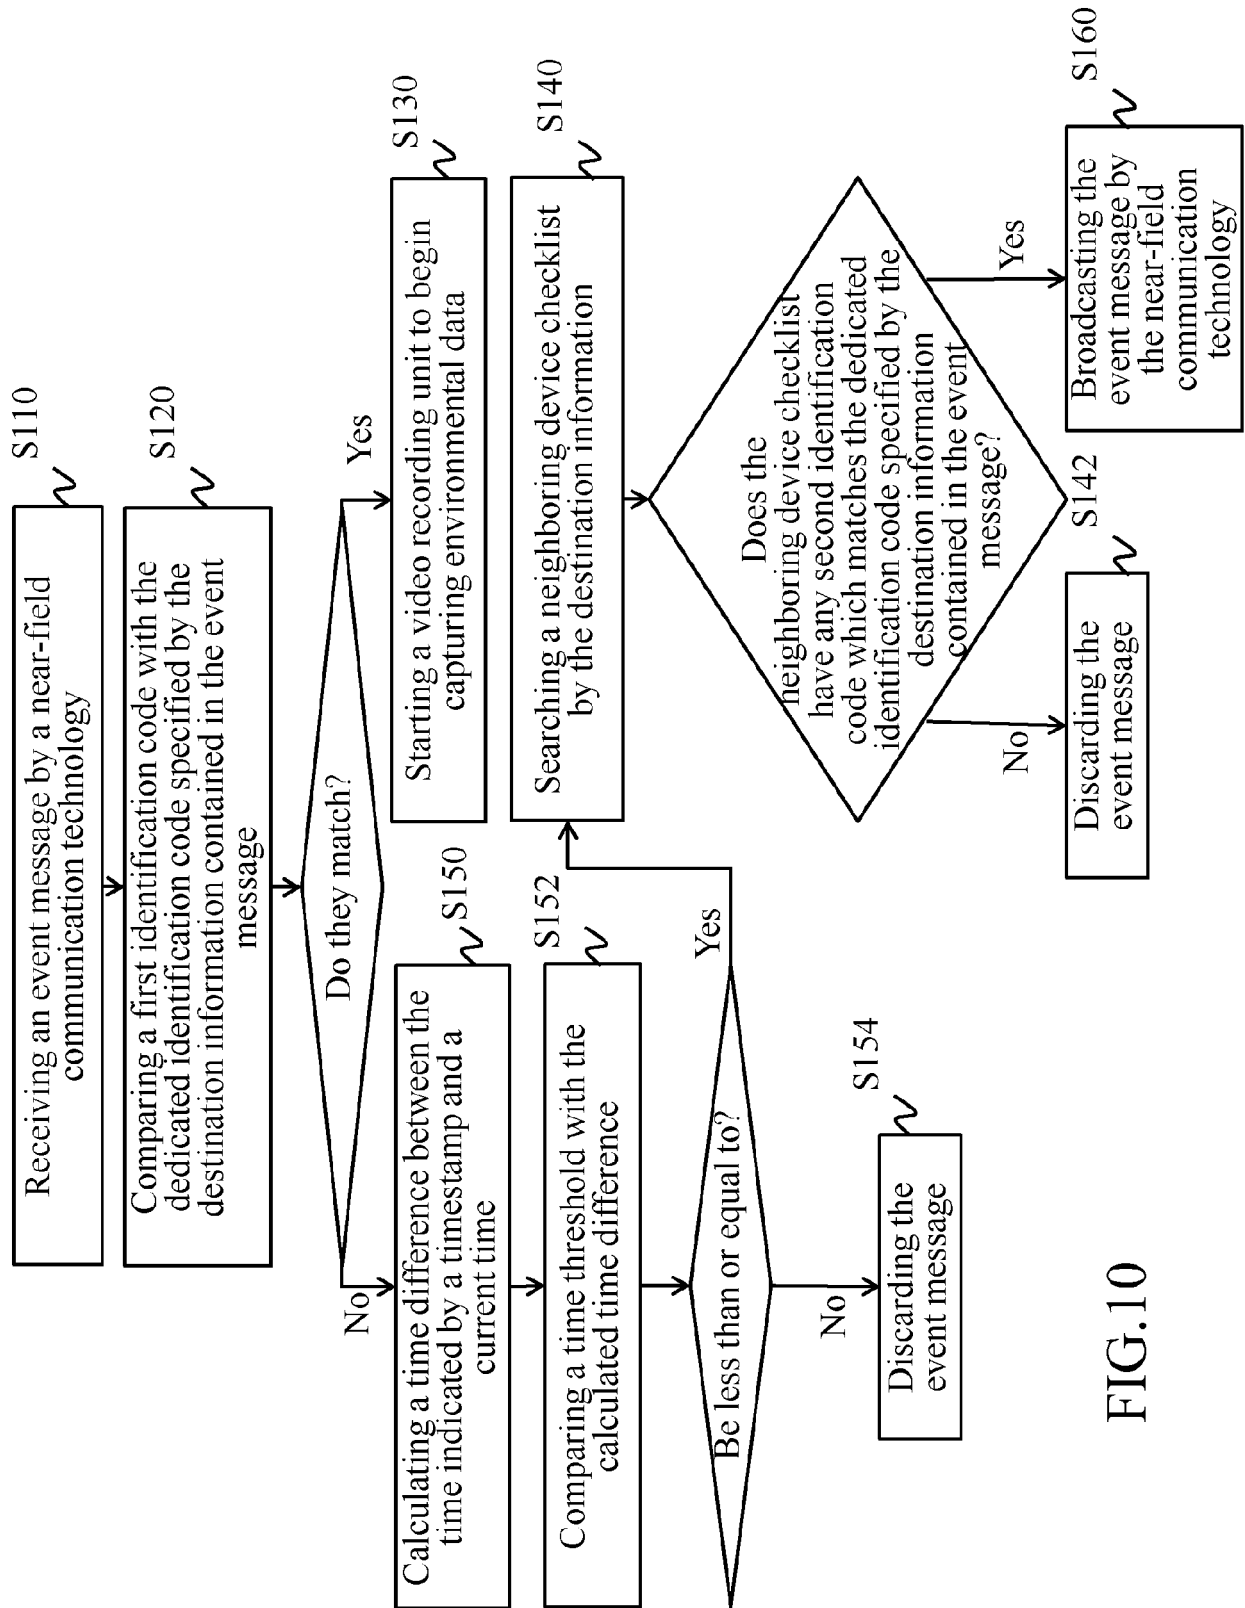 Receiving an event message by a near-field
communication technology
S110
Comparing a first identification code with the
dedicated identification code specified by the
destination information contained in the event
message
S120
Do they match?
Yes
No
Starting a video recording unit to begin
capturing environmental data
S130
Calculating a time difference between the
time indicated by a timestamp and a
current time
S150
Searching a neighboring device checklist
by the destination information
S140
Comparing a time threshold with the
calculated time difference
S152
Be less than or equal to?
Yes
No
Discarding the
event message
S154
Does the
neighboring device checklist
have any second identification
code which matches the dedicated
identification code specified by the
destination information
contained in the event
message?
No
Yes
Discarding the
event message
S142
Broadcasting the
event message by
the near-field
communication
technology
S160
FIG.10